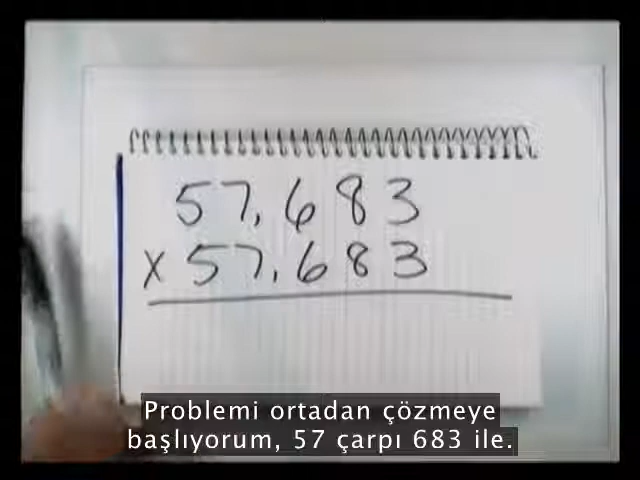 57,683
x 57,683
Problemi ortadan çözmeye
başlıyorum, 57 çarpı 683 ile.